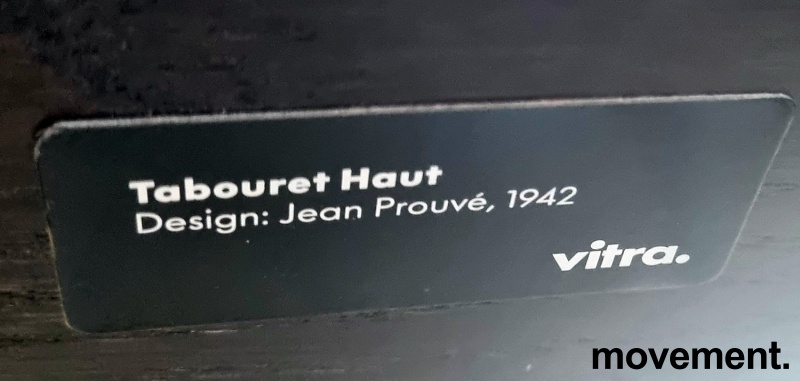 Tabouret Haut
Design: Jean Prouvé, 1942
vitra.
movement.